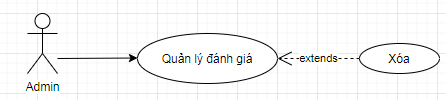 Quản lý đánh giá
extends
Xóa
Admin